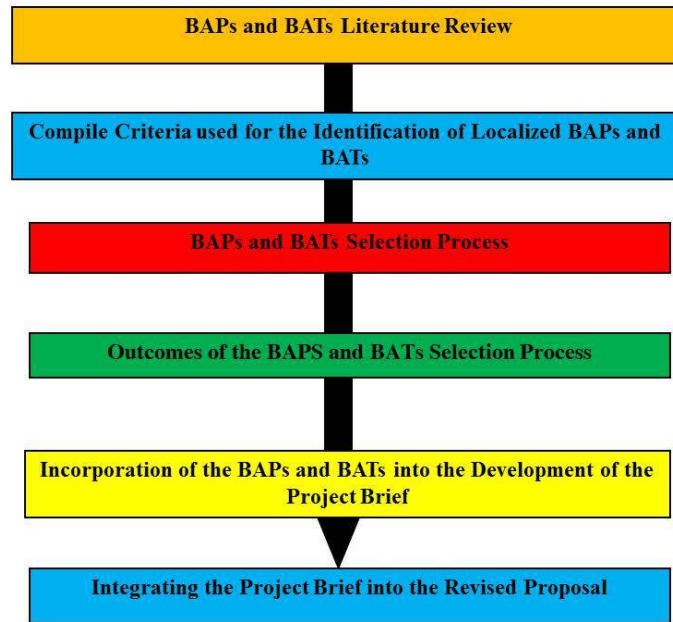 BAPs and BATs Literature Review
Compile Criteria used for the Identification of Localized BAPs and
BATs
BAPs and BATs Selection Process
Outcomes of the BAPS and BATs Selection Process
Incorporation of the BAPs and BATs into the Development of the
Project Brief
Integrating the Project Brief into the Revised Proposal